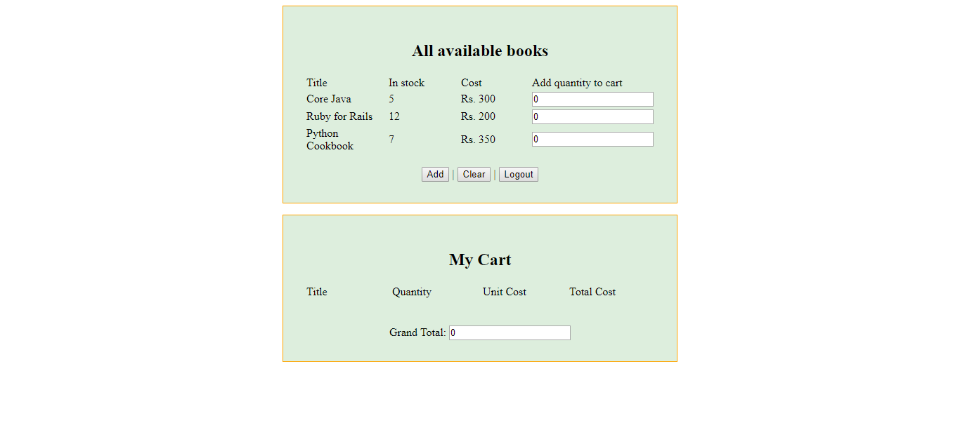 All available books
Title In stock Cost Add quantity to cart
Core Java 5 Rs. 300 0
Ruby for Rails 12 Rs. 200 0
Python Cookbook 7 Rs. 350 0
Add | Clear | Logout
My Cart
Title Quantity Unit Cost Total Cost
Grand Total: 0